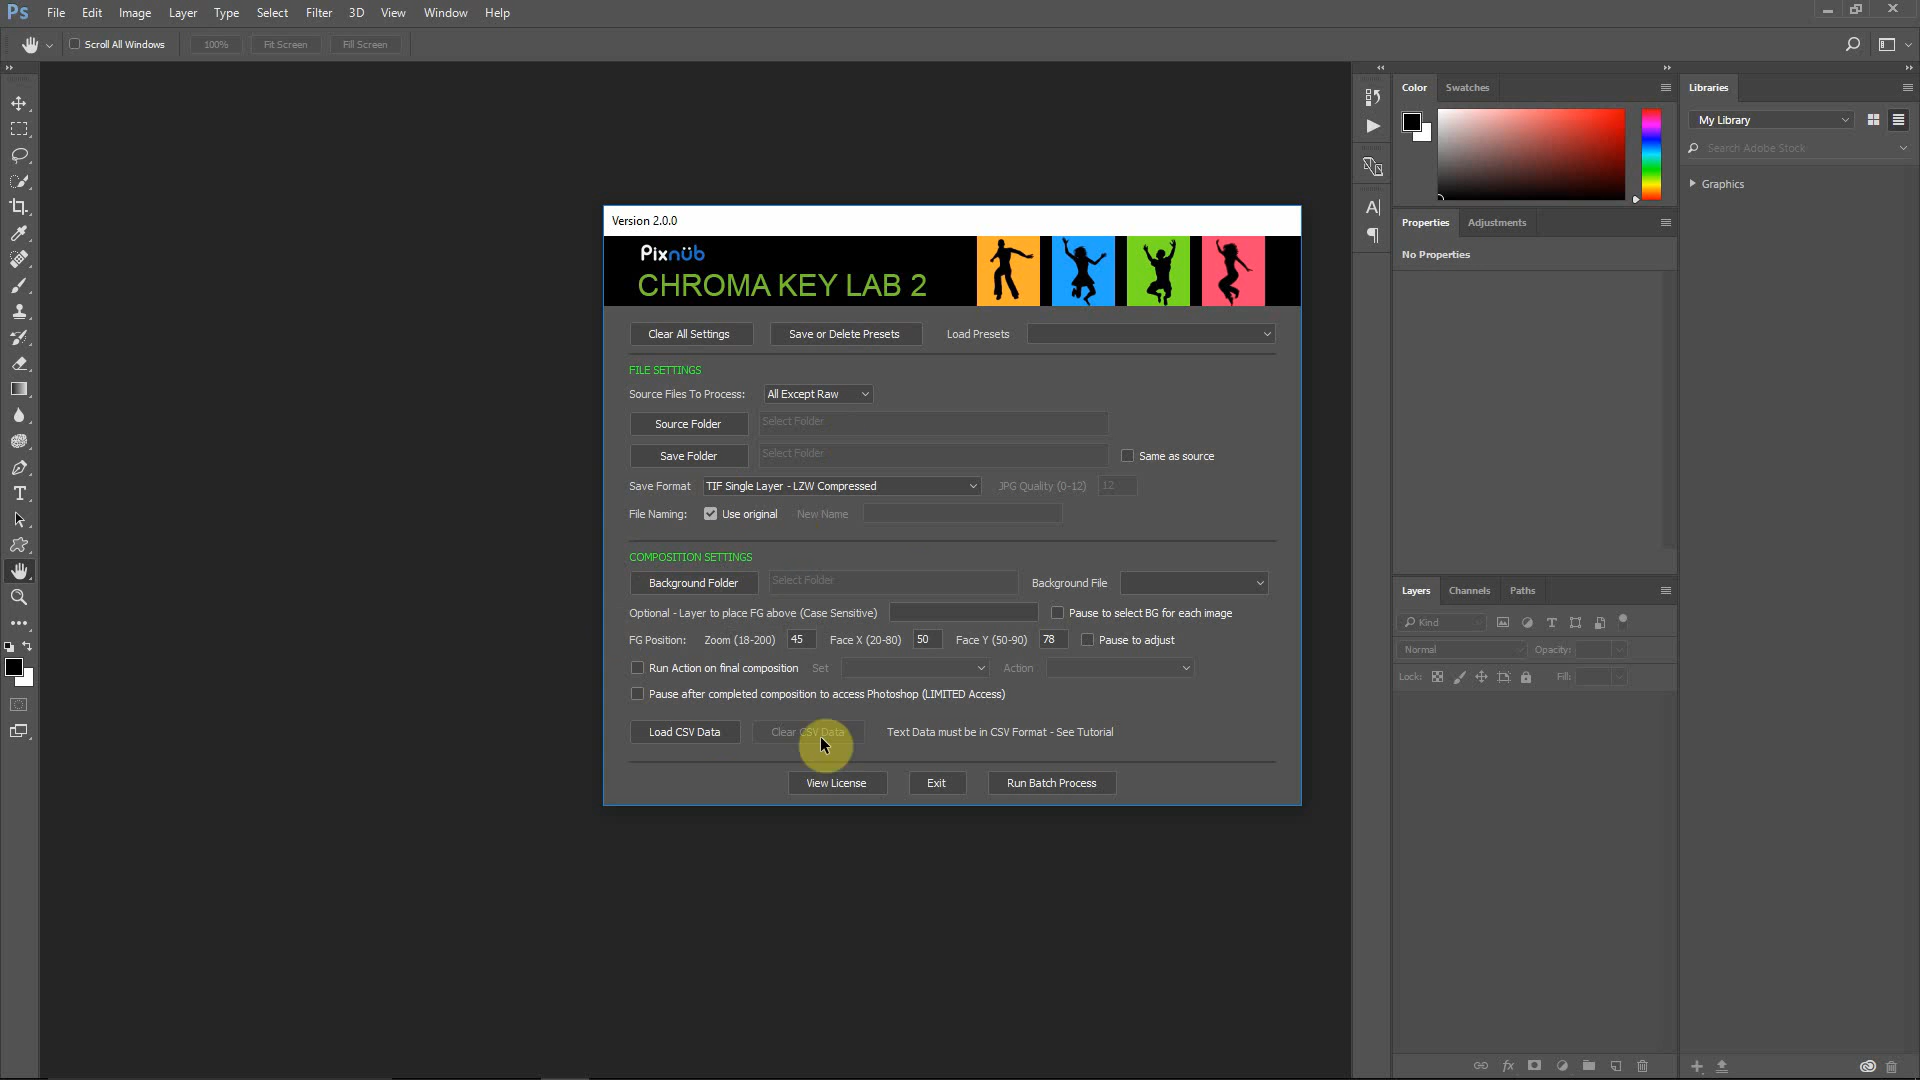 Ps File Edit Image Layer Type Select Filter 3D View Window Help
Scroll All Windows 100% Fit Screen Fill Screen
Color Swatches
Libraries
My Library
Search Adobe Stock
Graphics
Properties Adjustments
No Properties
Version 2.0.0
Pixnüb
CHROMA KEY LAB 2
Clear All Settings Save or Delete Presets Load Presets
FILE SETTINGS
Source Files To Process: All Except Raw
Source Folder Select Folder
Save Folder Select Folder Same as source
Save Format TIF Single Layer - LZW Compressed JPG Quality (0-12) 12
File Naming: Use original New Name
COMPOSITION SETTINGS
Background Folder Select Folder Background File
Optional - Layer to place FG above (Case Sensitive) Pause to select BG for each image
FG Position: Zoom (18-200) 45 Face X (20-80) 50 Face Y (50-90) 78 Pause to adjust
Run Action on final composition Set Action
Pause after completed composition to access Photoshop (LIMITED Access)
Load CSV Data Clear CSV Data Text Data must be in CSV Format - See Tutorial
View License Exit Run Batch Process
Layers Channels Paths
Kind
Normal Opacity:
Lock: Fill:
fx